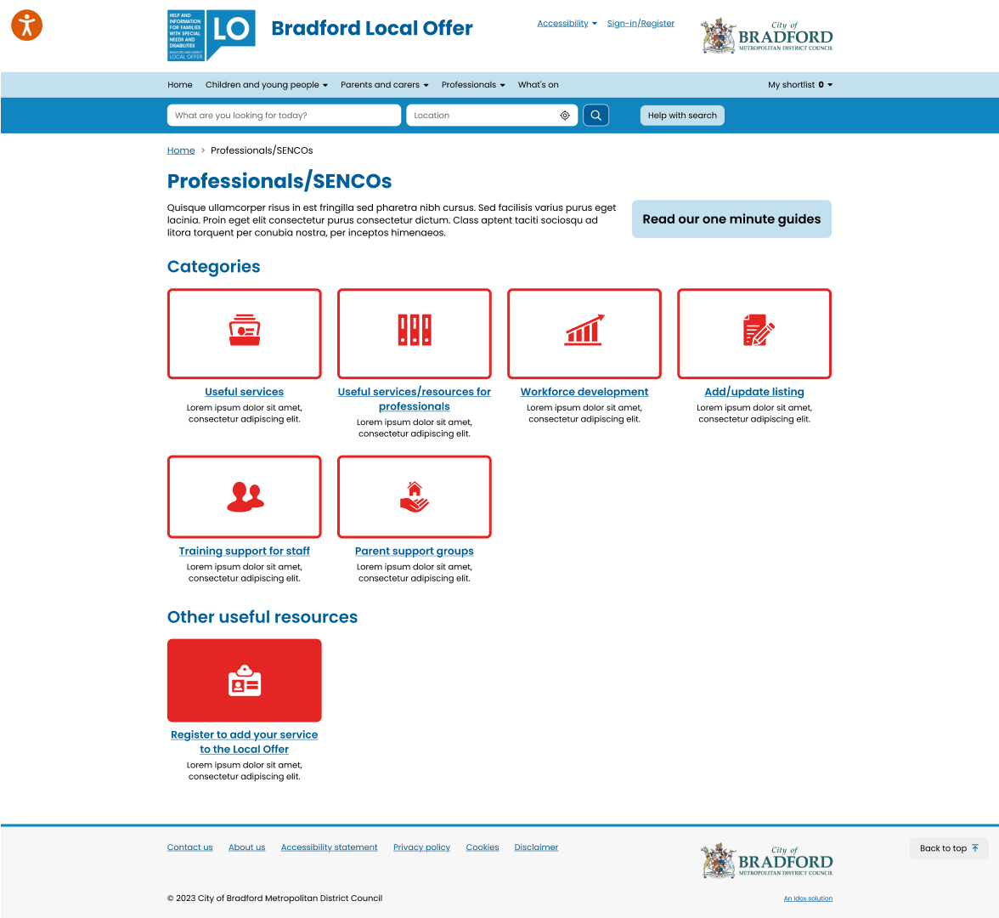 HELP AND
INFORMATION
FOR FAMILIES
WITH SPECIAL
NEEDS AND
DISABILITIES
BRADFORD AND DISTRICT
LOCAL OFFER
LO
Bradford Local Offer
Accessibility
Sign-in/Register
City of
BRADFORD
METROPOLITAN DISTRICT COUNCIL
Home Children and young people Parents and carers Professionals What's on My shortlist 0
What are you looking for today? Location Help with search
Home > Professionals/SENCOs
Professionals/SENCOs
Quisque ullamcorper risus in est fringilla sed pharetra nibh cursus. Sed facilisis varius purus eget
lacinia. Proin eget elit consectetur purus consectetur dictum. Class aptent taciti sociosqu ad
litora torquent per conubia nostra, per inceptos himenaeos.
Read our one minute guides
Categories
Useful services
Lorem ipsum dolor sit amet,
consectetur adipiscing elit.
Useful services/resources for
professionals
Lorem ipsum dolor sit amet,
consectetur adipiscing elit.
Workforce development
Lorem ipsum dolor sit amet,
consectetur adipiscing elit.
Add/update listing
Lorem ipsum dolor sit amet,
consectetur adipiscing elit.
Training support for staff
Lorem ipsum dolor sit amet,
consectetur adipiscing elit.
Parent support groups
Lorem ipsum dolor sit amet,
consectetur adipiscing elit.
Other useful resources
Register to add your service
to the Local Offer
Lorem ipsum dolor sit amet,
consectetur adipiscing elit.
Contact us About us Accessibility statement Privacy policy Cookies Disclaimer
City of
BRADFORD
METROPOLITAN DISTRICT COUNCIL
Back to top
© 2023 City of Bradford Metropolitan District Council
An Idox solution